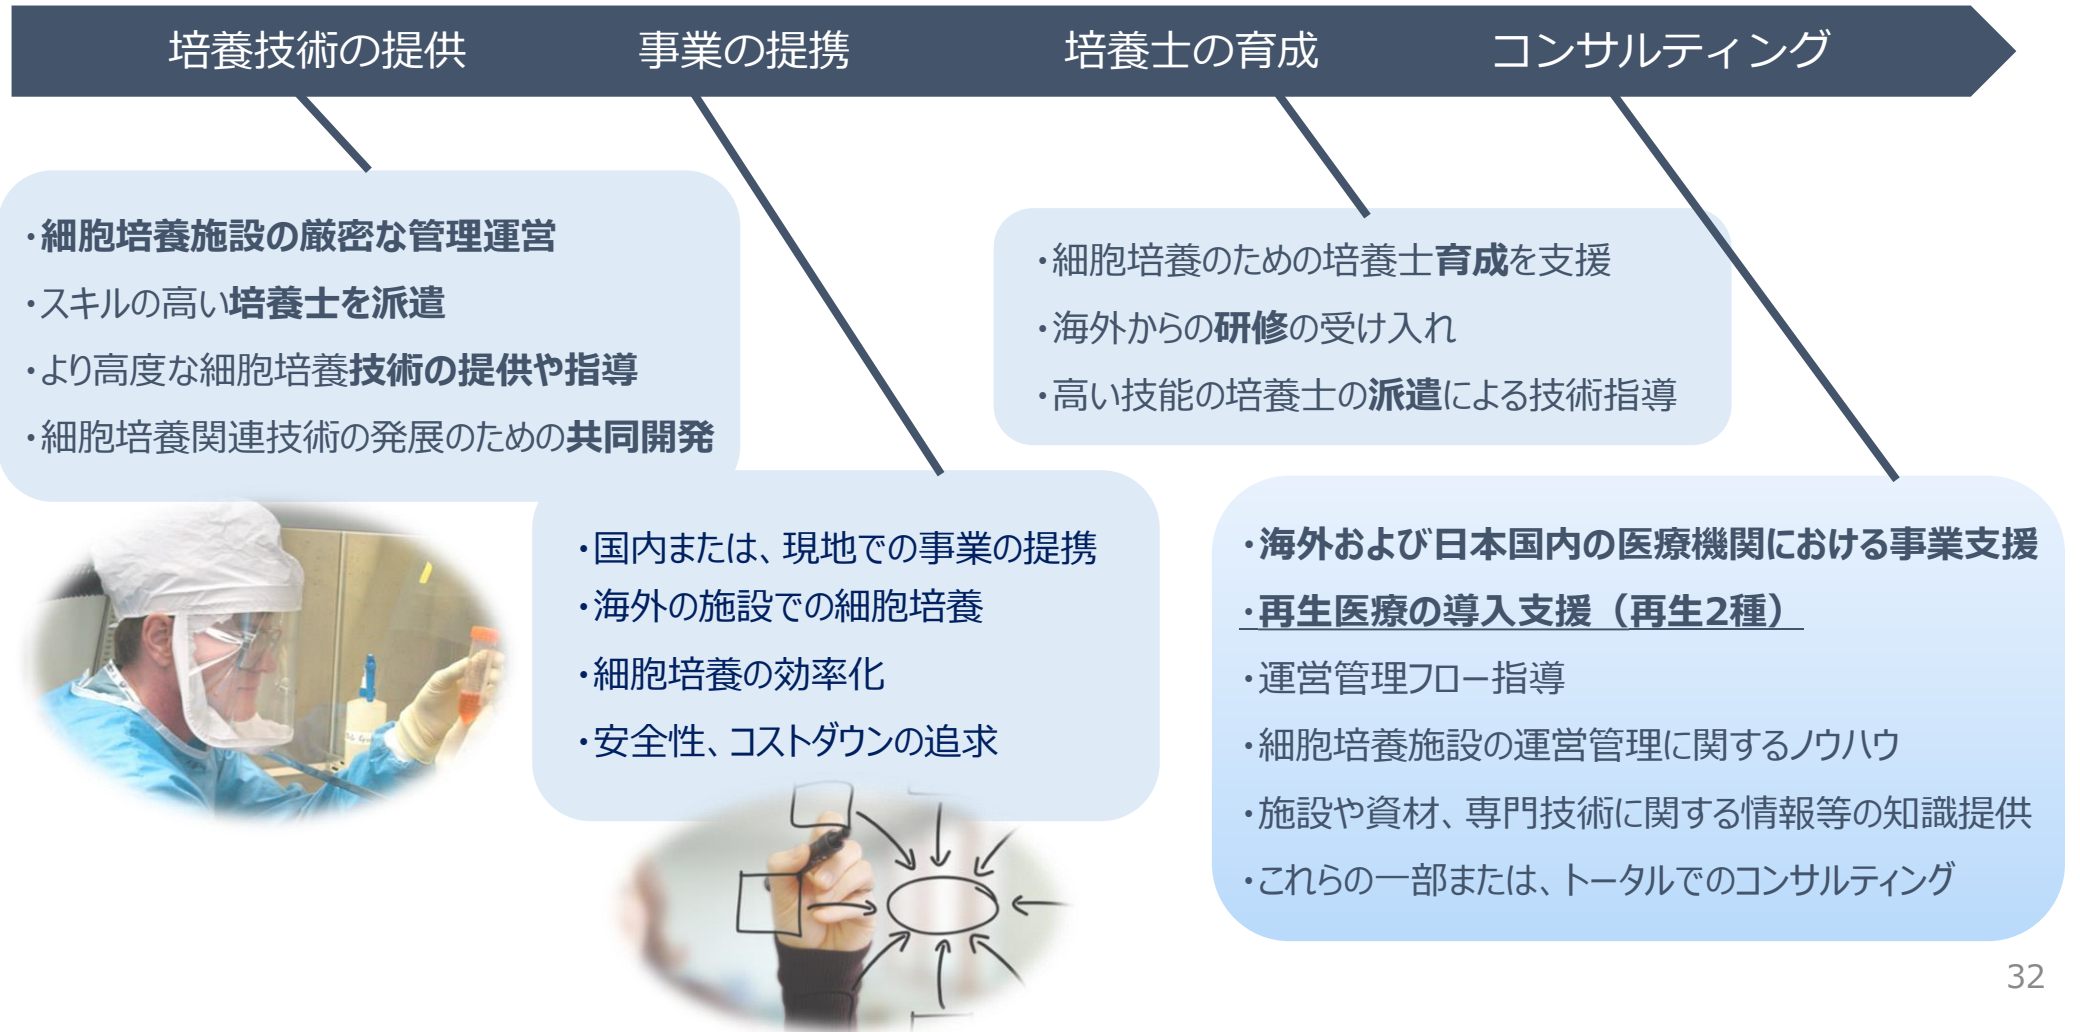 培養技術の提供
事業の提携
培養士の育成
コンサルティング
・細胞培養施設の厳密な管理運営
・スキルの高い培養士を派遣
・より高度な細胞培養技術の提供や指導
・細胞培養関連技術の発展のための共同開発
・国内または、現地での事業の提携
・海外の施設での細胞培養
・細胞培養の効率化
・安全性、コストダウンの追求
・細胞培養のための培養士育成を支援
・海外からの研修の受け入れ
・高い技能の培養士の派遣による技術指導
・海外および日本国内の医療機関における事業支援
・再生医療の導入支援（再生2種）
・運営管理フロー指導
・細胞培養施設の運営管理に関するノウハウ
・施設や資材、専門技術に関する情報等の知識提供
・これらの一部または、トータルでのコンサルティング
32